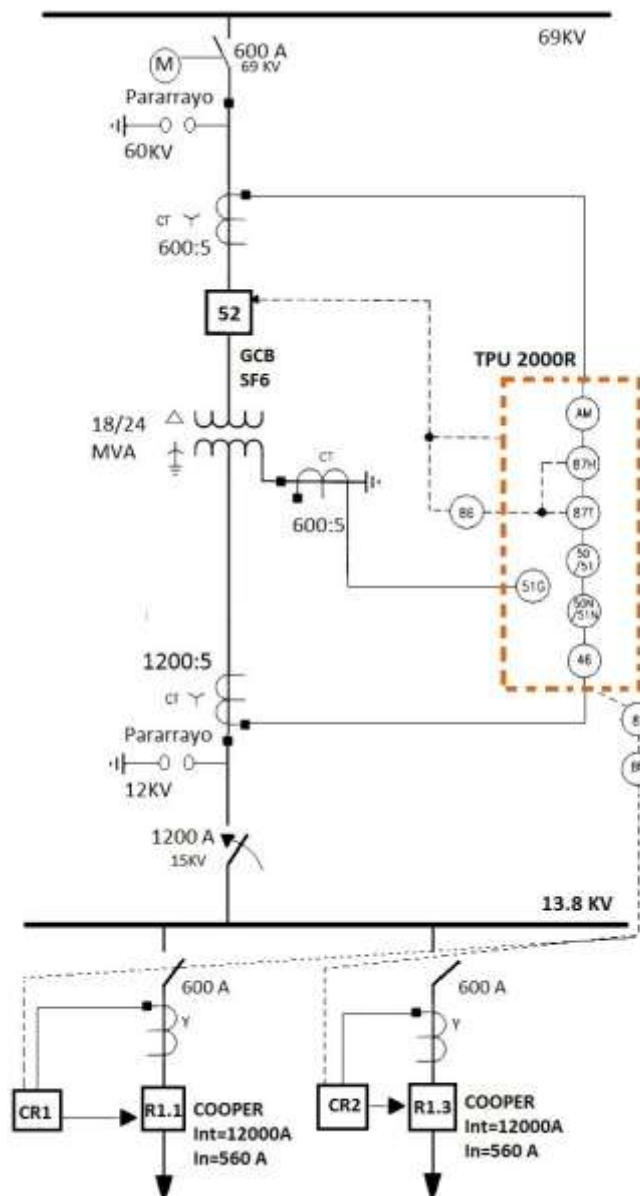 69KV
600 A
69 KV
M
Pararrayo
60KV
CT
600:5
52
GCB
SF6
TPU 2000R
AM
18/24
MVA
87H
CT
600:5
86
87T
50
/51
51G
50N
/51N
46
1200:5
CT
Pararrayo
12KV
1200 A
15KV
13.8 KV
600 A
600 A
Y
Y
CR1
R1.1
COOPER
Int=12000A
In=560 A
CR2
R1.3
COOPER
Int=12000A
In=560 A